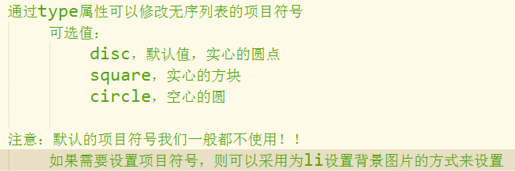 通过type属性可以修改无序列表的项目符号
可选值：
disc，默认值，实心的圆点
square，实心的方块
circle，空心的圆
注意：默认的项目符号我们一般都不使用！！
如果需要设置项目符号，则可以采用为li设置背景图片的方式来设置